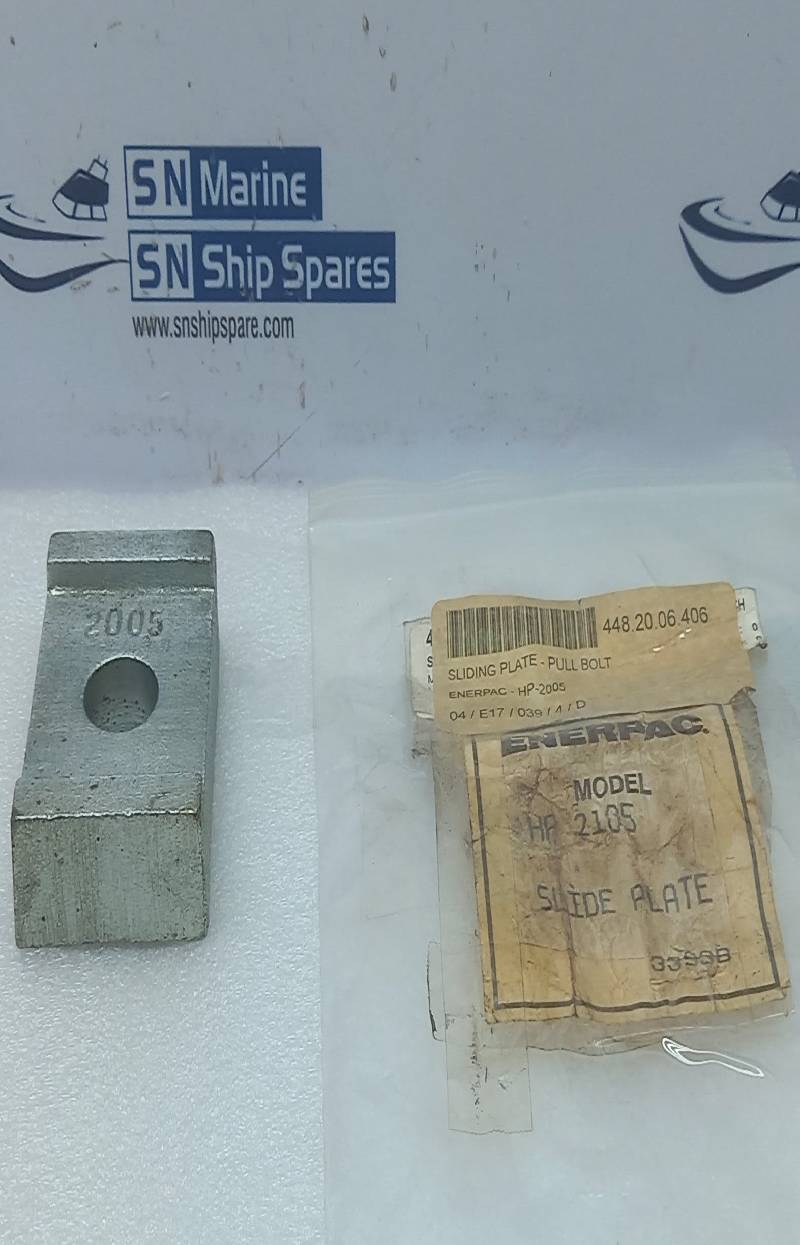 SN Marine
SN Ship Spares
www.snshipspare.com
2005
448.20.06.406
SLIDING PLATE - PULL BOLT
ENERPAC - HP-2005
04 / E17 / 039 / 4 / D
ENERPAC.
MODEL
HP 2105
SLIDE PLATE
3393B